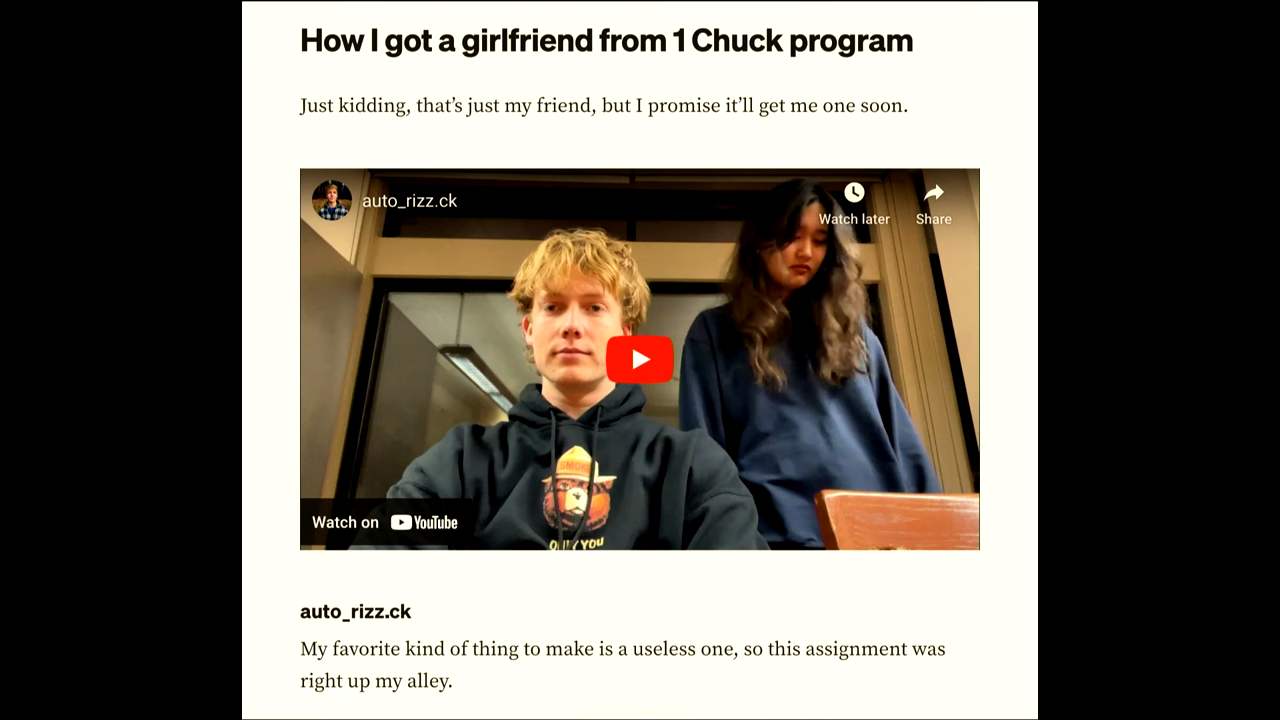 How I got a girlfriend from 1 Chuck program
Just kidding, that's just my friend, but I promise it'll get me one soon.
auto_rizz.ck
Watch later
Share
SMOKEY
Watch on YouTube
auto_rizz.ck
My favorite kind of thing to make is a useless one, so this assignment was
right up my alley.